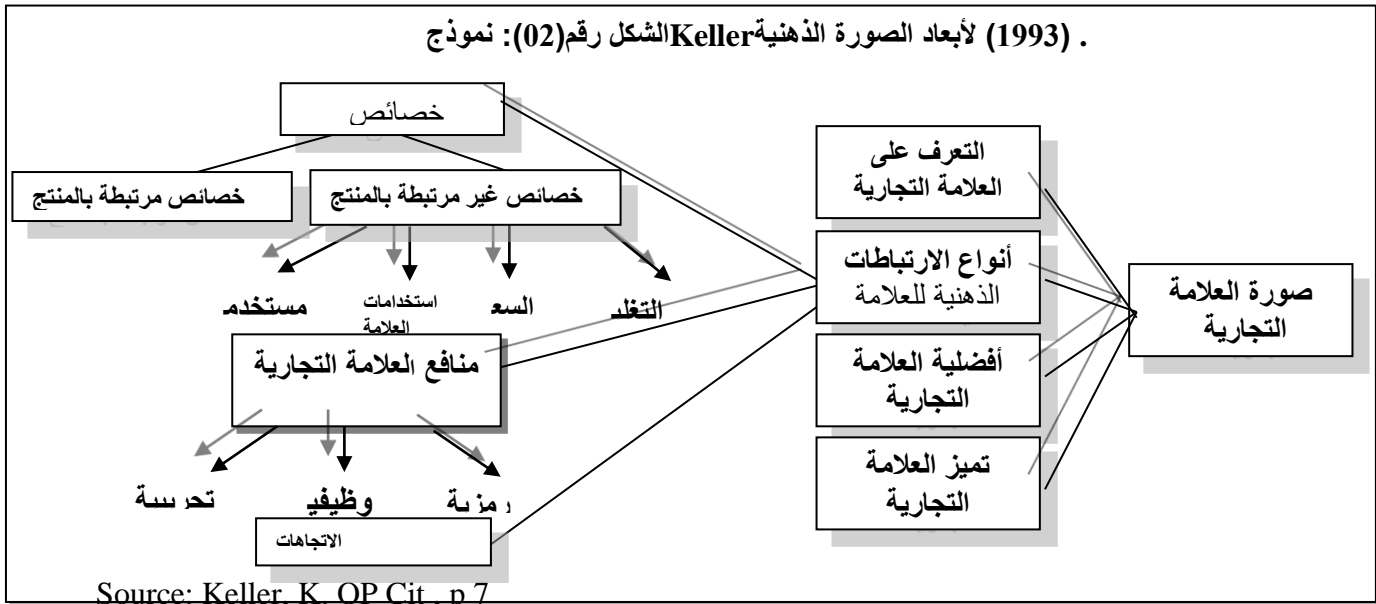 الشكل رقم(02): نموذج Keller(1993) لأبعاد الصورة الذهنية .
صورة العلامة
التجارية
التعرف على
العلامة التجارية
أنواع الارتباطات
الذهنية للعلامة
أفضلية العلامة
التجارية
تميز العلامة
التجارية
خصائص
خصائص غير مرتبطة بالمنتج
خصائص مرتبطة بالمنتج
استخدامات
العلامة
منافع العلامة التجارية
رمزية
الاتجاهات
Source: Keller. K. OP Cit , p 7